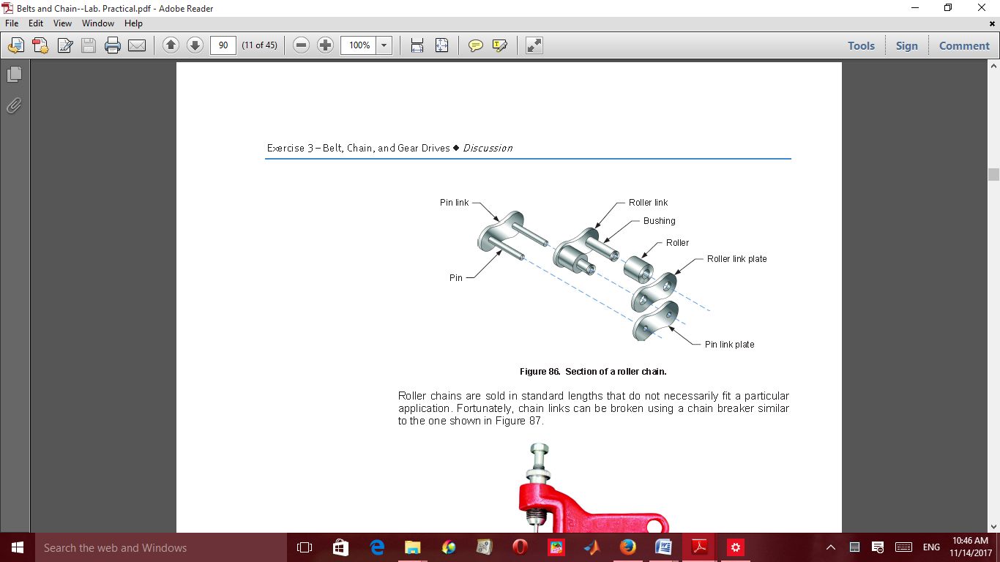 Belts and Chain--Lab. Practical.pdf - Adobe Reader
File Edit View Window Help
90 (11 of 45) 100% Tools Sign Comment
Exercise 3 – Belt, Chain, and Gear Drives ◆ Discussion
Pin link
Roller link
Bushing
Roller
Roller link plate
Pin
Pin link plate
Figure 86. Section of a roller chain.
Roller chains are sold in standard lengths that do not necessarily fit a particular
application. Fortunately, chain links can be broken using a chain breaker similar
to the one shown in Figure 87.
Search the web and Windows
ENG
10:46 AM
11/14/2017